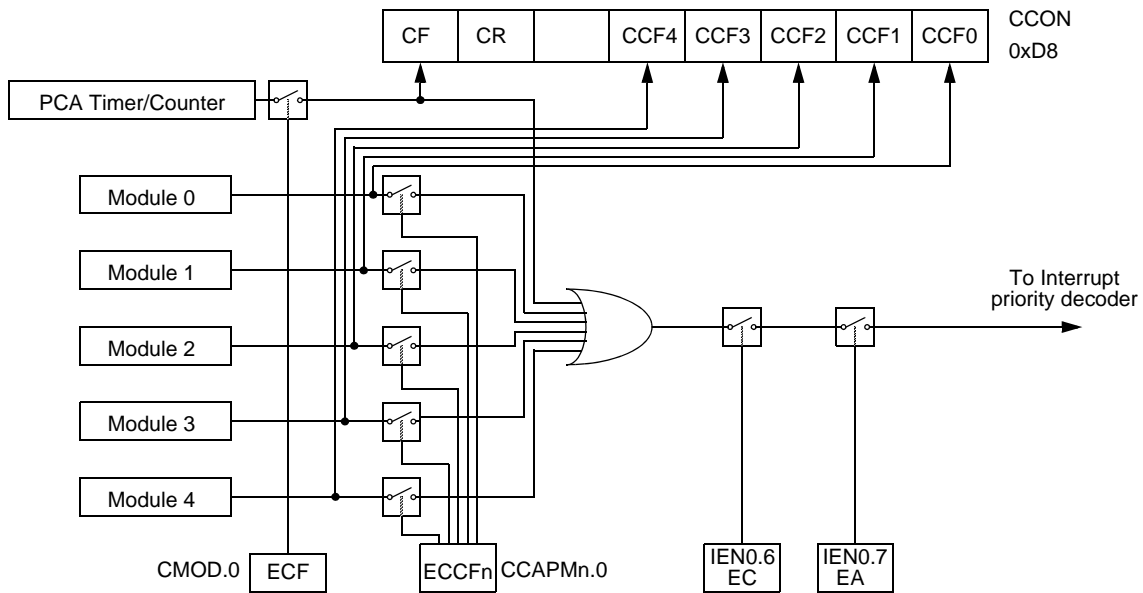 CF CR CCF4 CCF3 CCF2 CCF1 CCF0 CCON
0xD8
PCA Timer/Counter
Module 0
Module 1
To Interrupt
priority decoder
Module 2
Module 3
Module 4
CMOD.0 ECF ECCFn CCAPMn.0
IEN0.6
EC
IEN0.7
EA